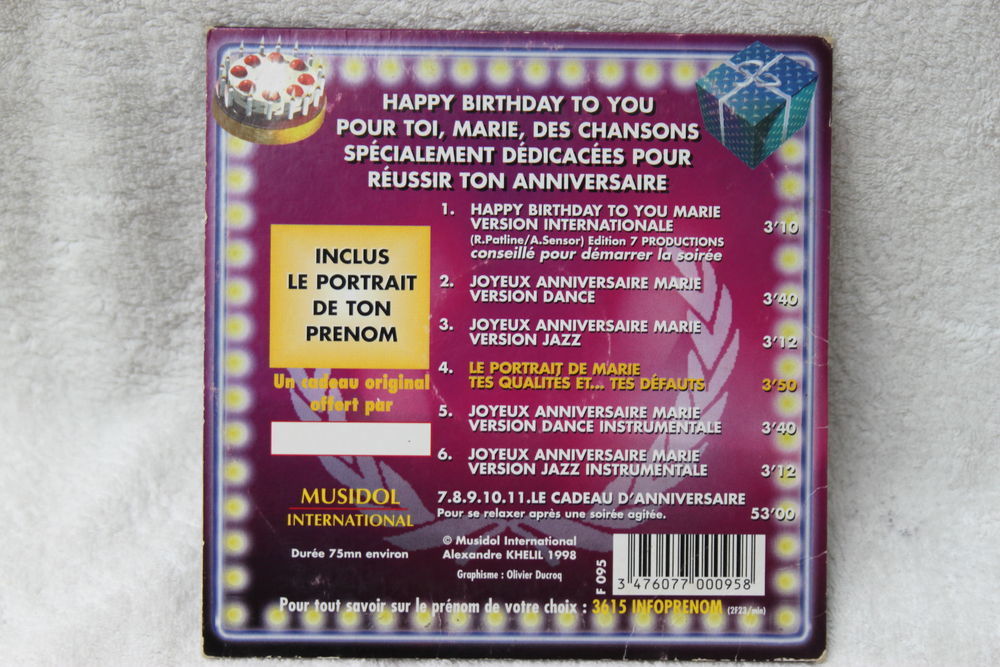 HAPPY BIRTHDAY TO YOU
POUR TOI, MARIE, DES CHANSONS
SPÉCIALEMENT DÉDICACÉES POUR
RÉUSSIR TON ANNIVERSAIRE
INCLUS
LE PORTRAIT
DE TON
PRENOM
Un cadeau original
offert par
1. HAPPY BIRTHDAY TO YOU MARIE
VERSION INTERNATIONALE 3'10
(R.Patline/A.Sensor) Edition 7 PRODUCTIONS
conseillé pour démarrer la soirée
2. JOYEUX ANNIVERSAIRE MARIE
VERSION DANCE 3'40
3. JOYEUX ANNIVERSAIRE MARIE
VERSION JAZZ 3'12
4. LE PORTRAIT DE MARIE
TES QUALITÉS ET... TES DÉFAUTS 3'50
5. JOYEUX ANNIVERSAIRE MARIE
VERSION DANCE INSTRUMENTALE 3'40
6. JOYEUX ANNIVERSAIRE MARIE
VERSION JAZZ INSTRUMENTALE 3'12
7.8.9.10.11.LE CADEAU D'ANNIVERSAIRE
Pour se relaxer après une soirée agitée. 53'00
MUSIDOL
INTERNATIONAL
Durée 75mn environ
© Musidol International
Alexandre KHELIL 1998
Graphisme : Olivier Ducroq
F 095
3 476077 000958
Pour tout savoir sur le prénom de votre choix : 3615 INFOPRENOM (2F23/min)